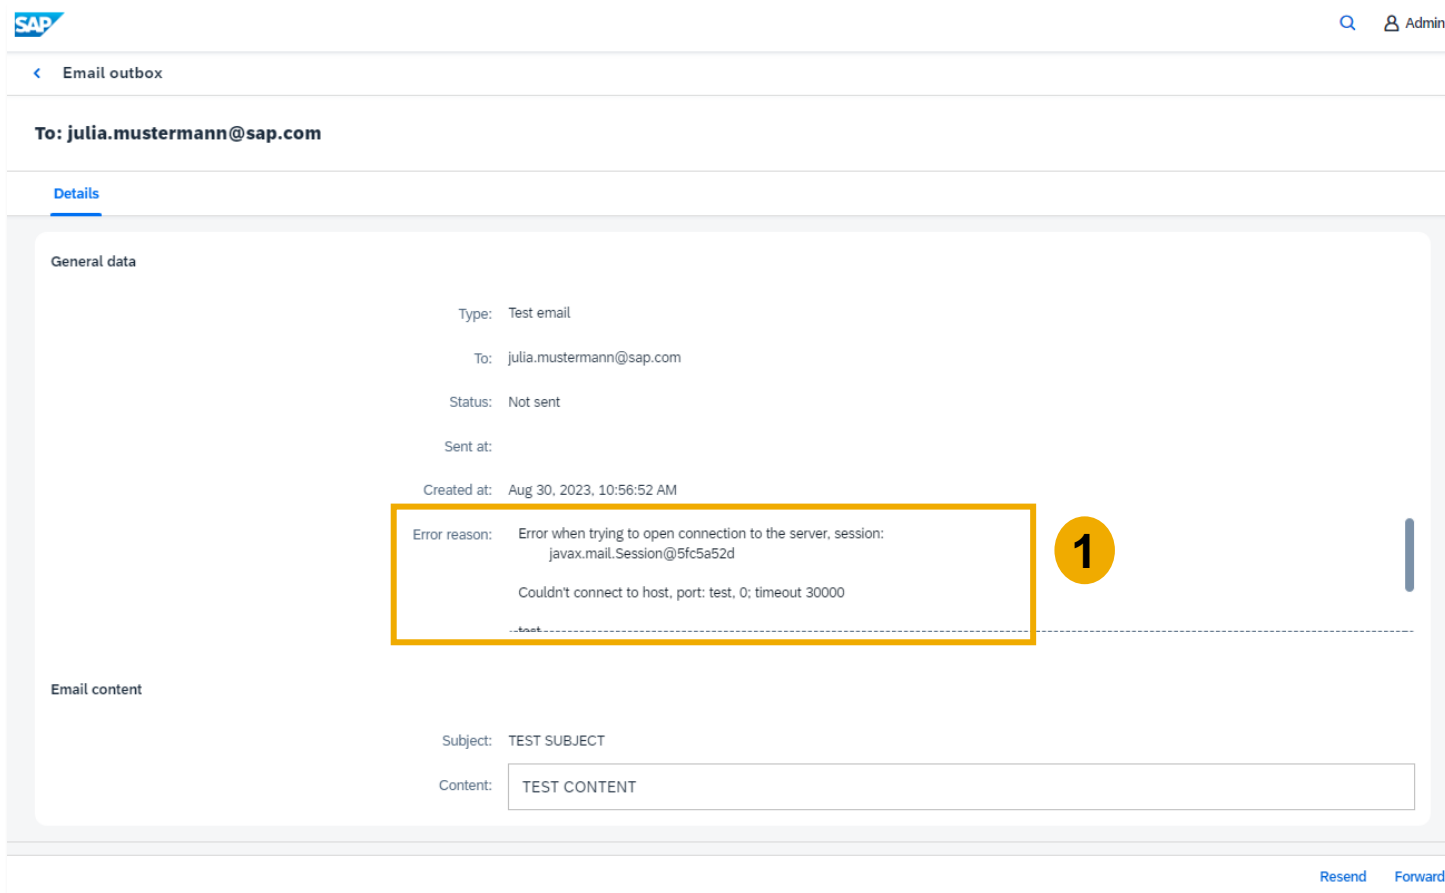 SAP
Admin
Email outbox
To: julia.mustermann@sap.com
Details
General data
Type: Test email
To: julia.mustermann@sap.com
Status: Not sent
Sent at:
Created at: Aug 30, 2023, 10:56:52 AM
Error reason: Error when trying to open connection to the server, session:
javax.mail.Session@5fc5a52d
1
Couldn't connect to host, port: test, 0; timeout 30000
test
Email content
Subject: TEST SUBJECT
Content: TEST CONTENT
Resend Forward